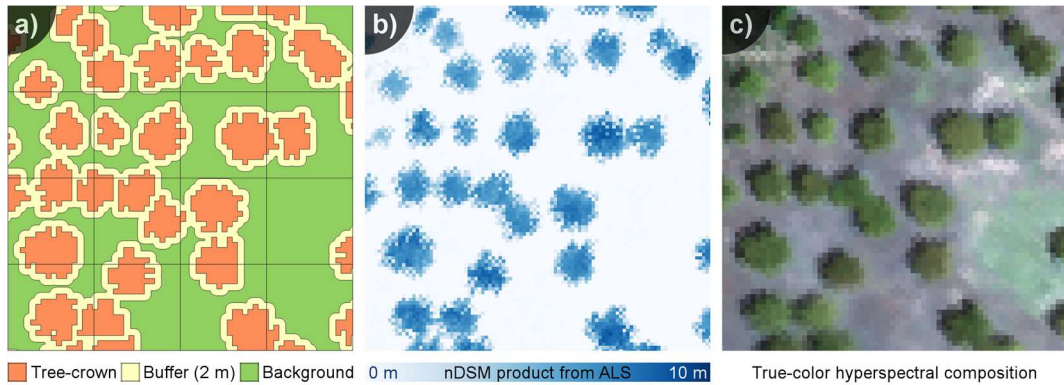 a)
b)
c)
Tree-crown Buffer (2 m) Background
0 m nDSM product from ALS 10 m
True-color hyperspectral composition